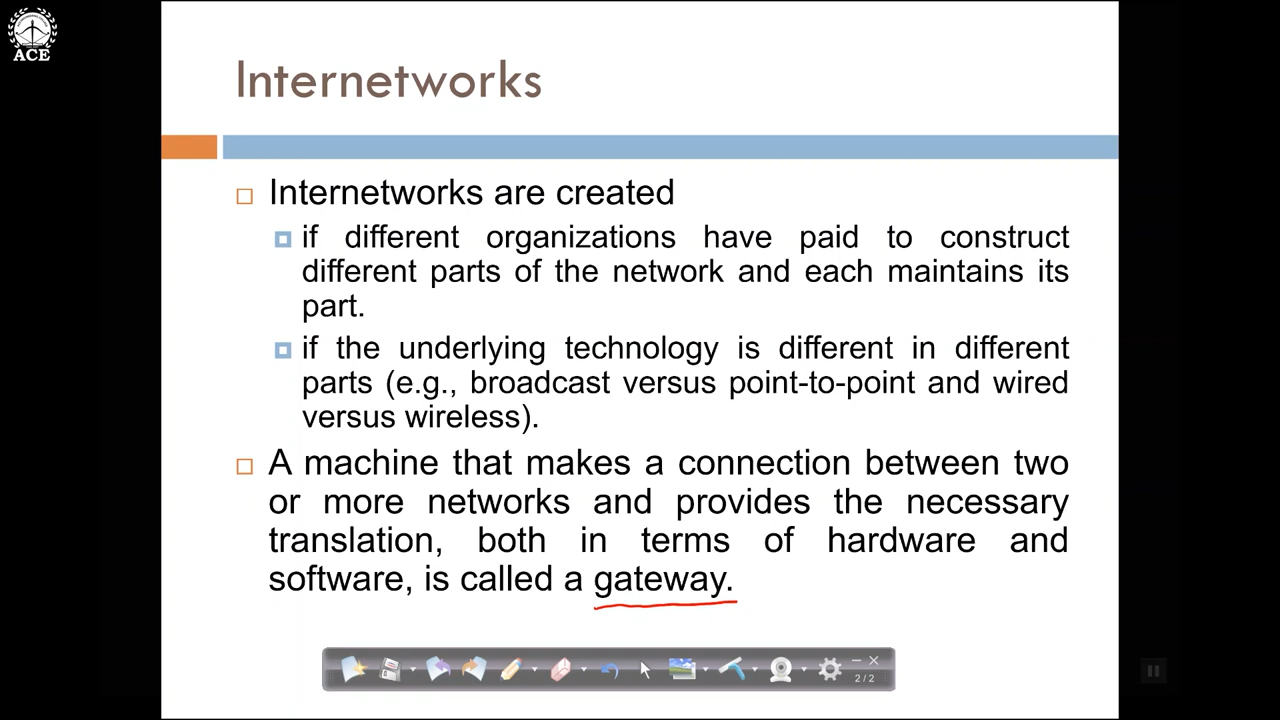 ACE
Internetworks
Internetworks are created
if different organizations have paid to construct
different parts of the network and each maintains its
part.
if the underlying technology is different in different
parts (e.g., broadcast versus point-to-point and wired
versus wireless).
A machine that makes a connection between two
or more networks and provides the necessary
translation, both in terms of hardware and
software, is called a gateway.
2/2